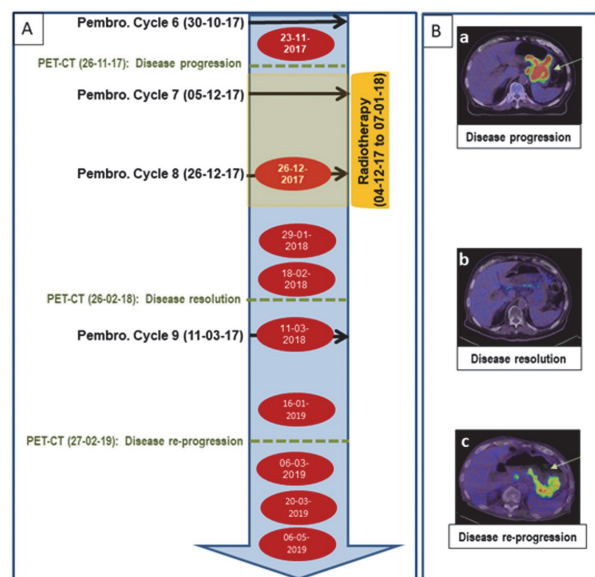 A
Pembro. Cycle 6 (30-10-17)
23-11-
2017
PET-CT (26-11-17): Disease progression
Pembro. Cycle 7 (05-12-17)
Radiotherapy
(04-12-17 to 07-01-18)
Pembro. Cycle 8 (26-12-17)
26-12-
2017
29-01-
2018
18-02-
2018
PET-CT (26-02-18): Disease resolution
Pembro. Cycle 9 (11-03-17)
11-03-
2018
16-01-
2019
PET-CT (27-02-19): Disease re-progression
06-03-
2019
20-03-
2019
06-05-
2019
B
a
Disease progression
b
Disease resolution
c
Disease re-progression